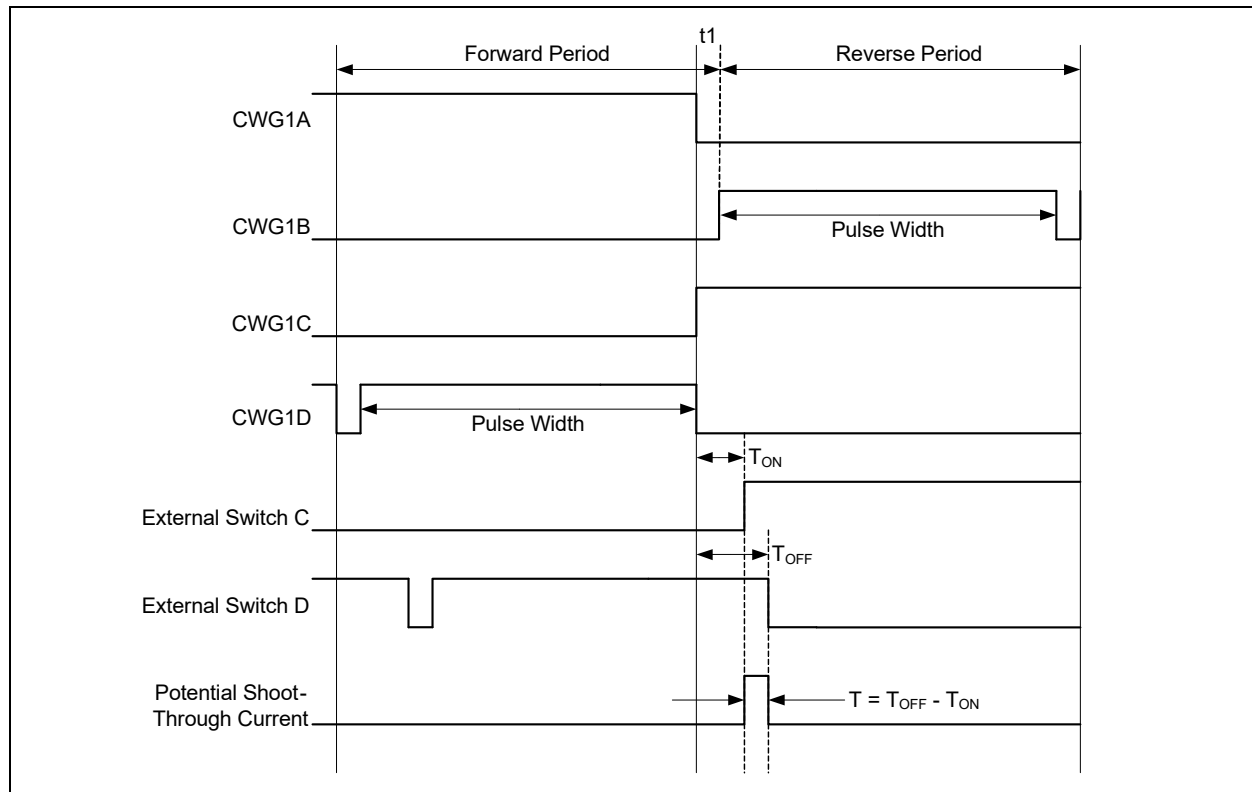 t1
Forward Period
Reverse Period
CWG1A
CWG1B
Pulse Width
CWG1C
CWG1D
Pulse Width
TON
External Switch C
TOFF
External Switch D
Potential Shoot-
Through Current
T = TOFF - TON